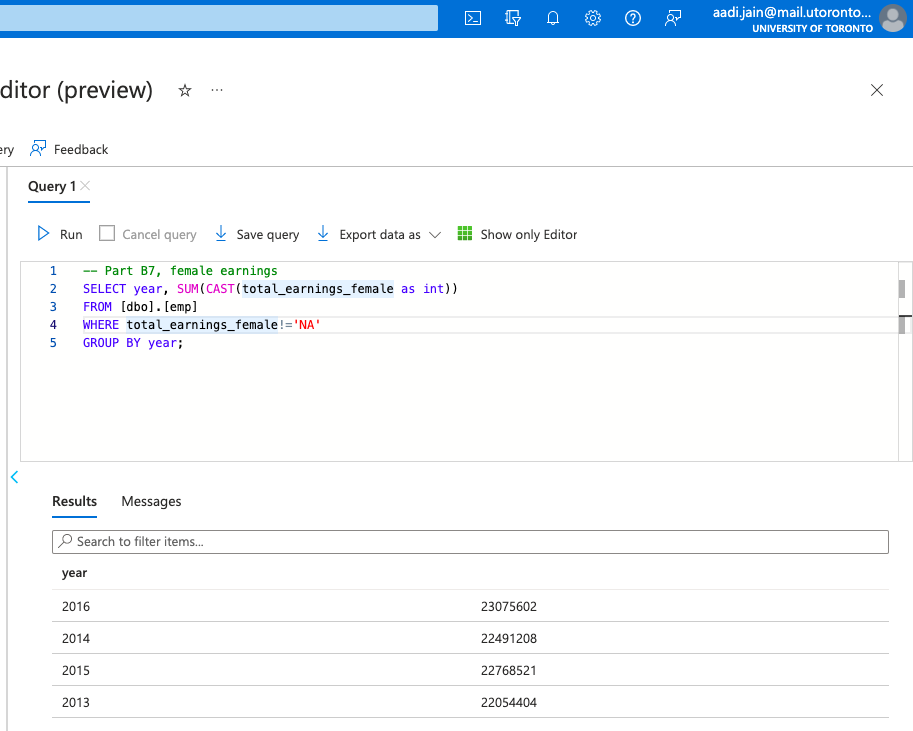 aadi.jain@mail.utoronto...
UNIVERSITY OF TORONTO
ditor (preview)
...
ery
Feedback
Query 1
Run
Cancel query
Save query
Export data as
Show only Editor
1 -- Part B7, female earnings
2 SELECT year, SUM(CAST(total_earnings_female as int))
3 FROM [dbo].[emp]
4 WHERE total_earnings_female!='NA'
5 GROUP BY year;
Results Messages
Search to filter items...
year
2016 23075602
2014 22491208
2015 22768521
2013 22054404